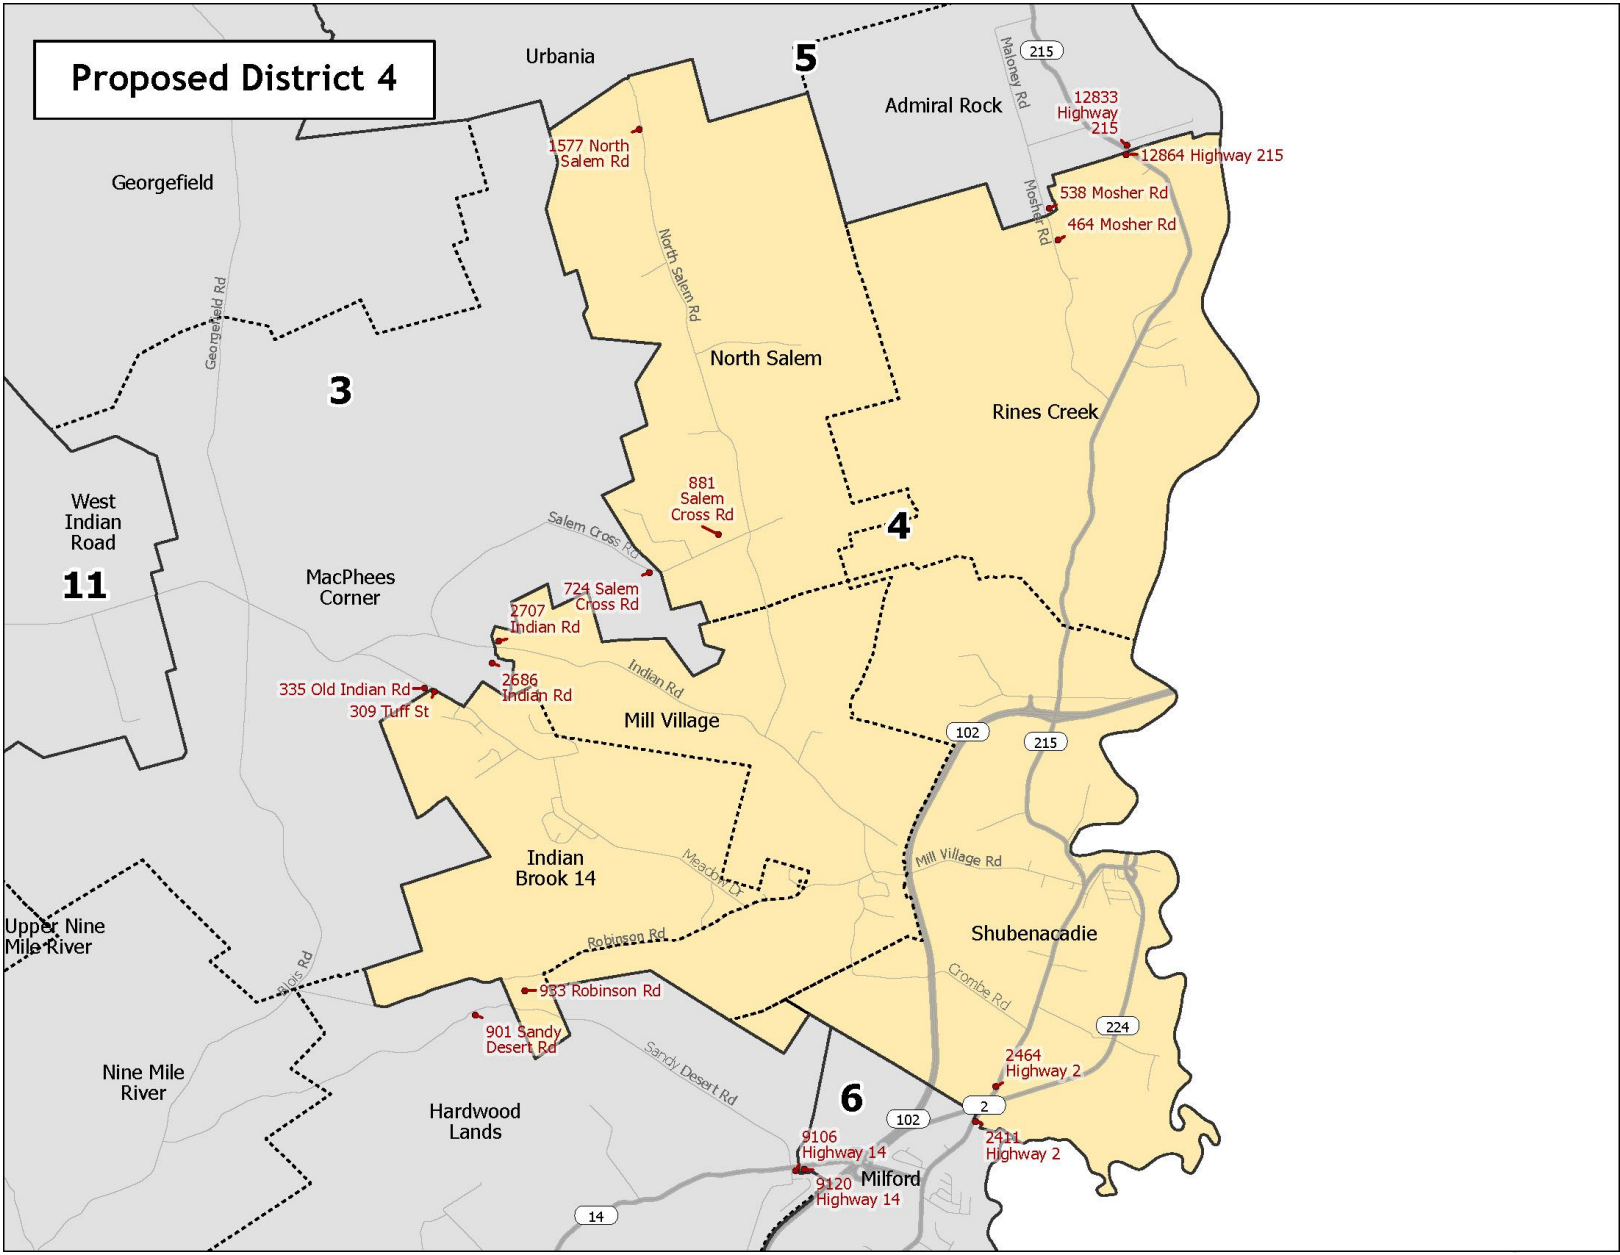 Proposed District 4
Urbania
5
Admiral Rock
Maloney Rd
215
12833
Highway
215
12864 Highway 215
1577 North
Salem Rd
Georgefield
538 Mosher Rd
Mosher Rd
464 Mosher Rd
North Salem Rd
Georgefield Rd
North Salem
3
Rines Creek
881
Salem
Cross Rd
West
Indian
Road
11
Salem Cross Rd
4
MacPhees
Corner
724 Salem
Cross Rd
2707
Indian Rd
2686
Indian Rd
335 Old Indian Rd
309 Tuff St
Indian Rd
Mill Village
102
215
Indian
Brook 14
Meadow Dr
Mill Village Rd
Upper Nine
Mile River
Shubenacadie
Robinson Rd
Blois Rd
Crombe Rd
933 Robinson Rd
901 Sandy
Desert Rd
224
Sandy Desert Rd
Nine Mile
River
2464
Highway 2
6
Hardwood
Lands
102
2
2411
Highway 2
9106
Highway 14
Milford
9120
Highway 14
14